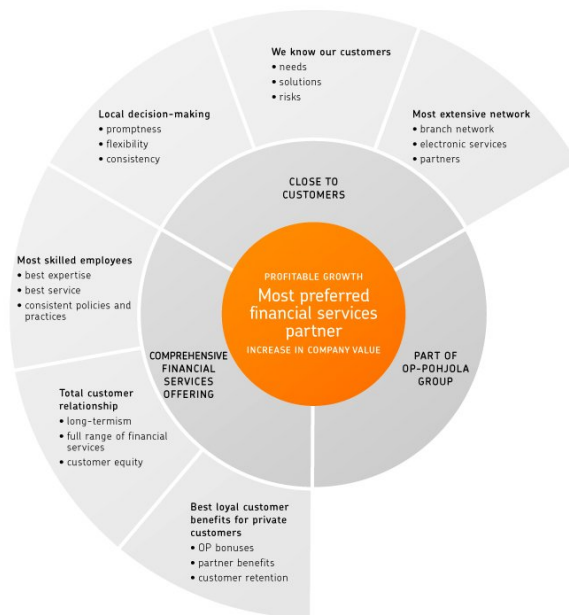 We know our customers
• needs
• solutions
• risks
Local decision-making
• promptness
• flexibility
• consistency
Most extensive network
• branch network
• electronic services
• partners
CLOSE TO
CUSTOMERS
Most skilled employees
• best expertise
• best service
• consistent policies and
practices
PROFITABLE GROWTH
Most preferred
financial services
partner
INCREASE IN COMPANY VALUE
COMPREHENSIVE
FINANCIAL
SERVICES
OFFERING
PART OF
OP-POHJOLA
GROUP
Total customer
relationship
• long-termism
• full range of financial
services
• customer equity
Best loyal customer
benefits for private
customers
• OP bonuses
• partner benefits
• customer retention